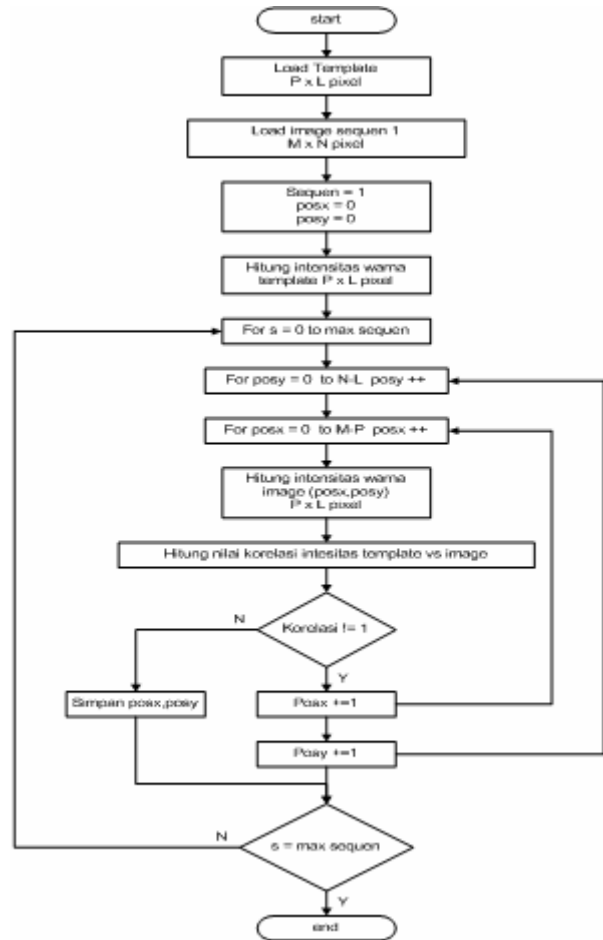 start
Load Template
P x L pixel
Load image sequen 1
M x N pixel
Sequen = 1
posx = 0
posy = 0
Hitung intensitas warna
template P x L pixel
For s = 0 to max sequen
For posy = 0 to N-L posy ++
For posx = 0 to M-P posx ++
Hitung intensitas warna
image (posx,posy)
P x L pixel
Hitung nilai korelasi intesitas template vs image
N
Korelasi != 1
Y
Simpan posx,posy
Posx +=1
Posy +=1
N
s = max sequen
Y
end